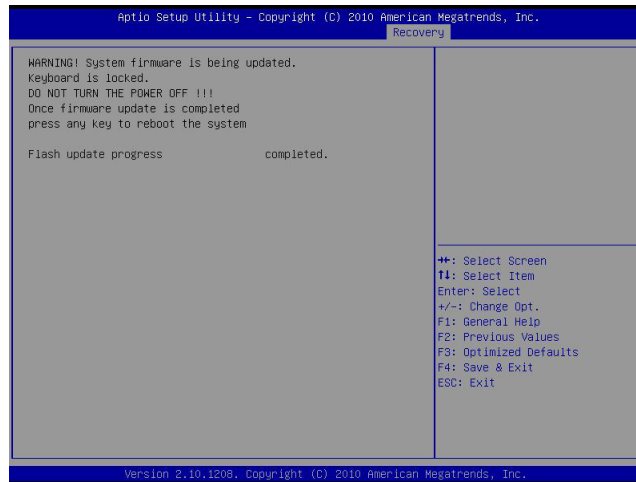 Aptio Setup Utility – Copyright (C) 2010 American Megatrends, Inc.
Recovery
WARNING! System firmware is being updated.
Keyboard is locked.
DO NOT TURN THE POWER OFF !!!
Once firmware update is completed
press any key to reboot the system
Flash update progress completed.
→←: Select Screen
↑↓: Select Item
Enter: Select
+/-: Change Opt.
F1: General Help
F2: Previous Values
F3: Optimized Defaults
F4: Save & Exit
ESC: Exit
Version 2.10.1208. Copyright (C) 2010 American Megatrends, Inc.